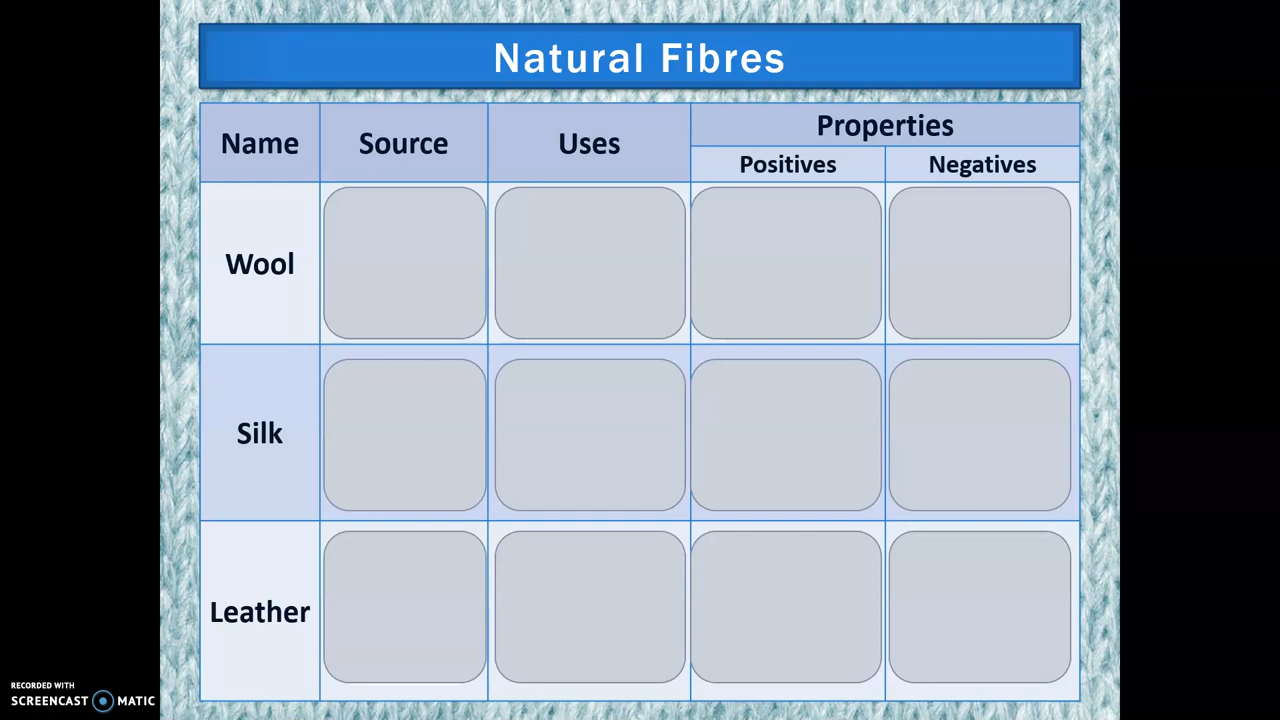 Natural Fibres
Name Source Uses Properties
Positives Negatives
Wool
Silk
Leather
RECORDED WITH
SCREENCAST MATIC